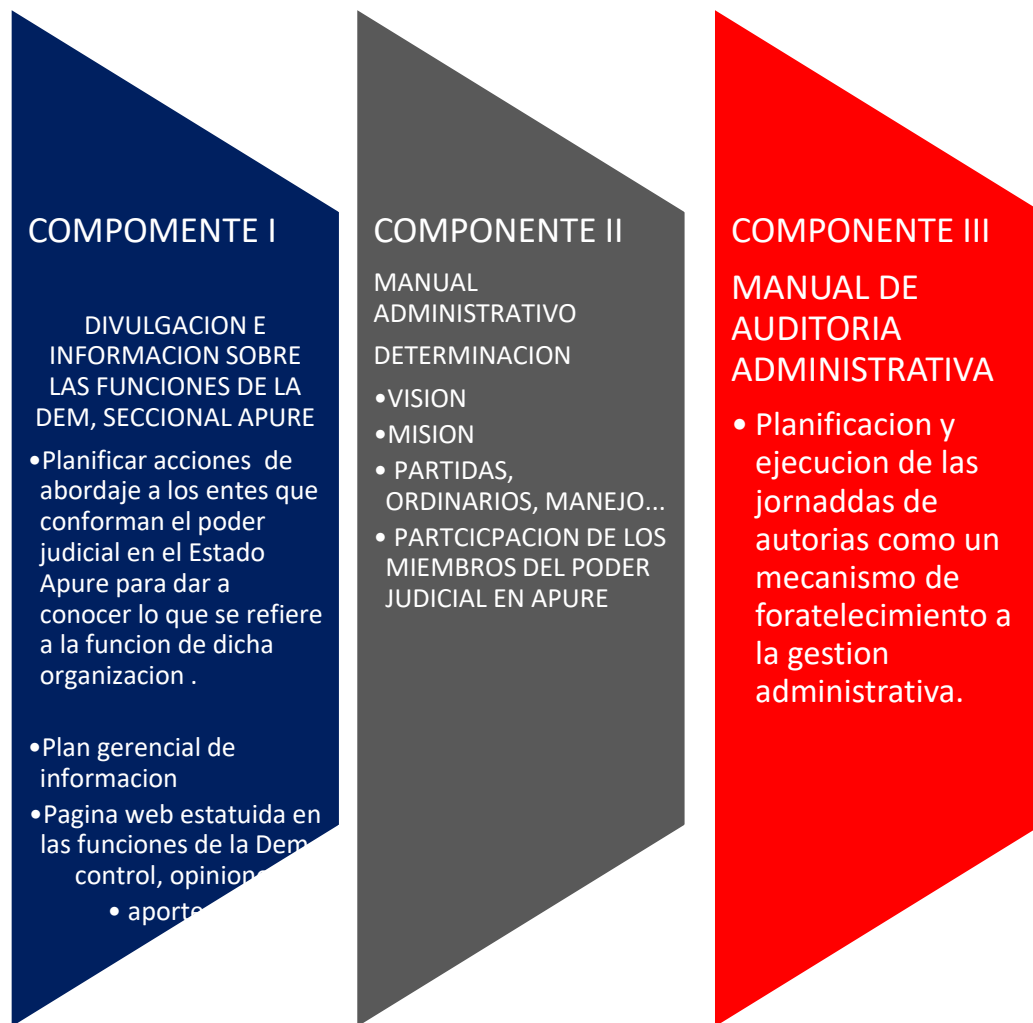 COMPOMENTE I
DIVULGACION E
INFORMACION SOBRE
LAS FUNCIONES DE LA
DEM, SECCIONAL APURE
•Planificar acciones de
abordaje a los entes que
conforman el poder
judicial en el Estado
Apure para dar a
conocer lo que se refiere
a la funcion de dicha
organizacion .
•Plan gerencial de
informacion
•Pagina web estatuida en
las funciones de la Dem
control,
•
COMPONENTE II
MANUAL
ADMINISTRATIVO
DETERMINACION
•VISION
•MISION
• PARTIDAS,
ORDINARIOS, MANEJO...
• PARTCICPACION DE LOS
MIEMBROS DEL PODER
JUDICIAL EN APURE
COMPONENTE III
MANUAL DE
AUDITORIA
ADMINISTRATIVA
• Planificacion y
ejecucion de las
jornaddas de
autorias como un
mecanismo de
foratelecimiento a
la gestion
administrativa.